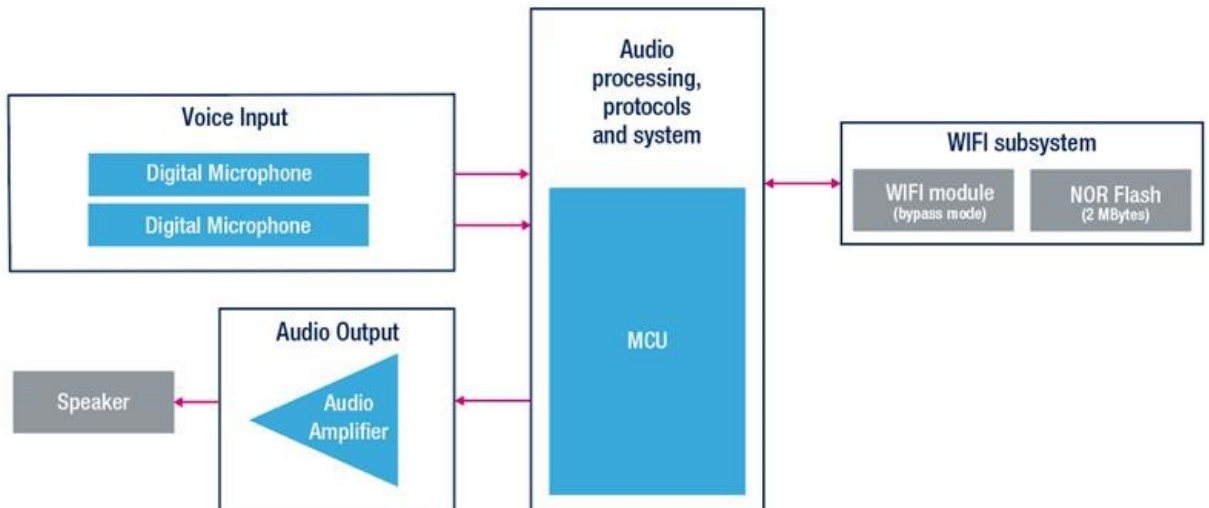 Voice Input
Digital Microphone
Digital Microphone
Audio
processing,
protocols
and system
MCU
WIFI subsystem
WIFI module
(bypass mode)
NOR Flash
(2 MBytes)
Audio Output
Audio
Amplifier
Speaker